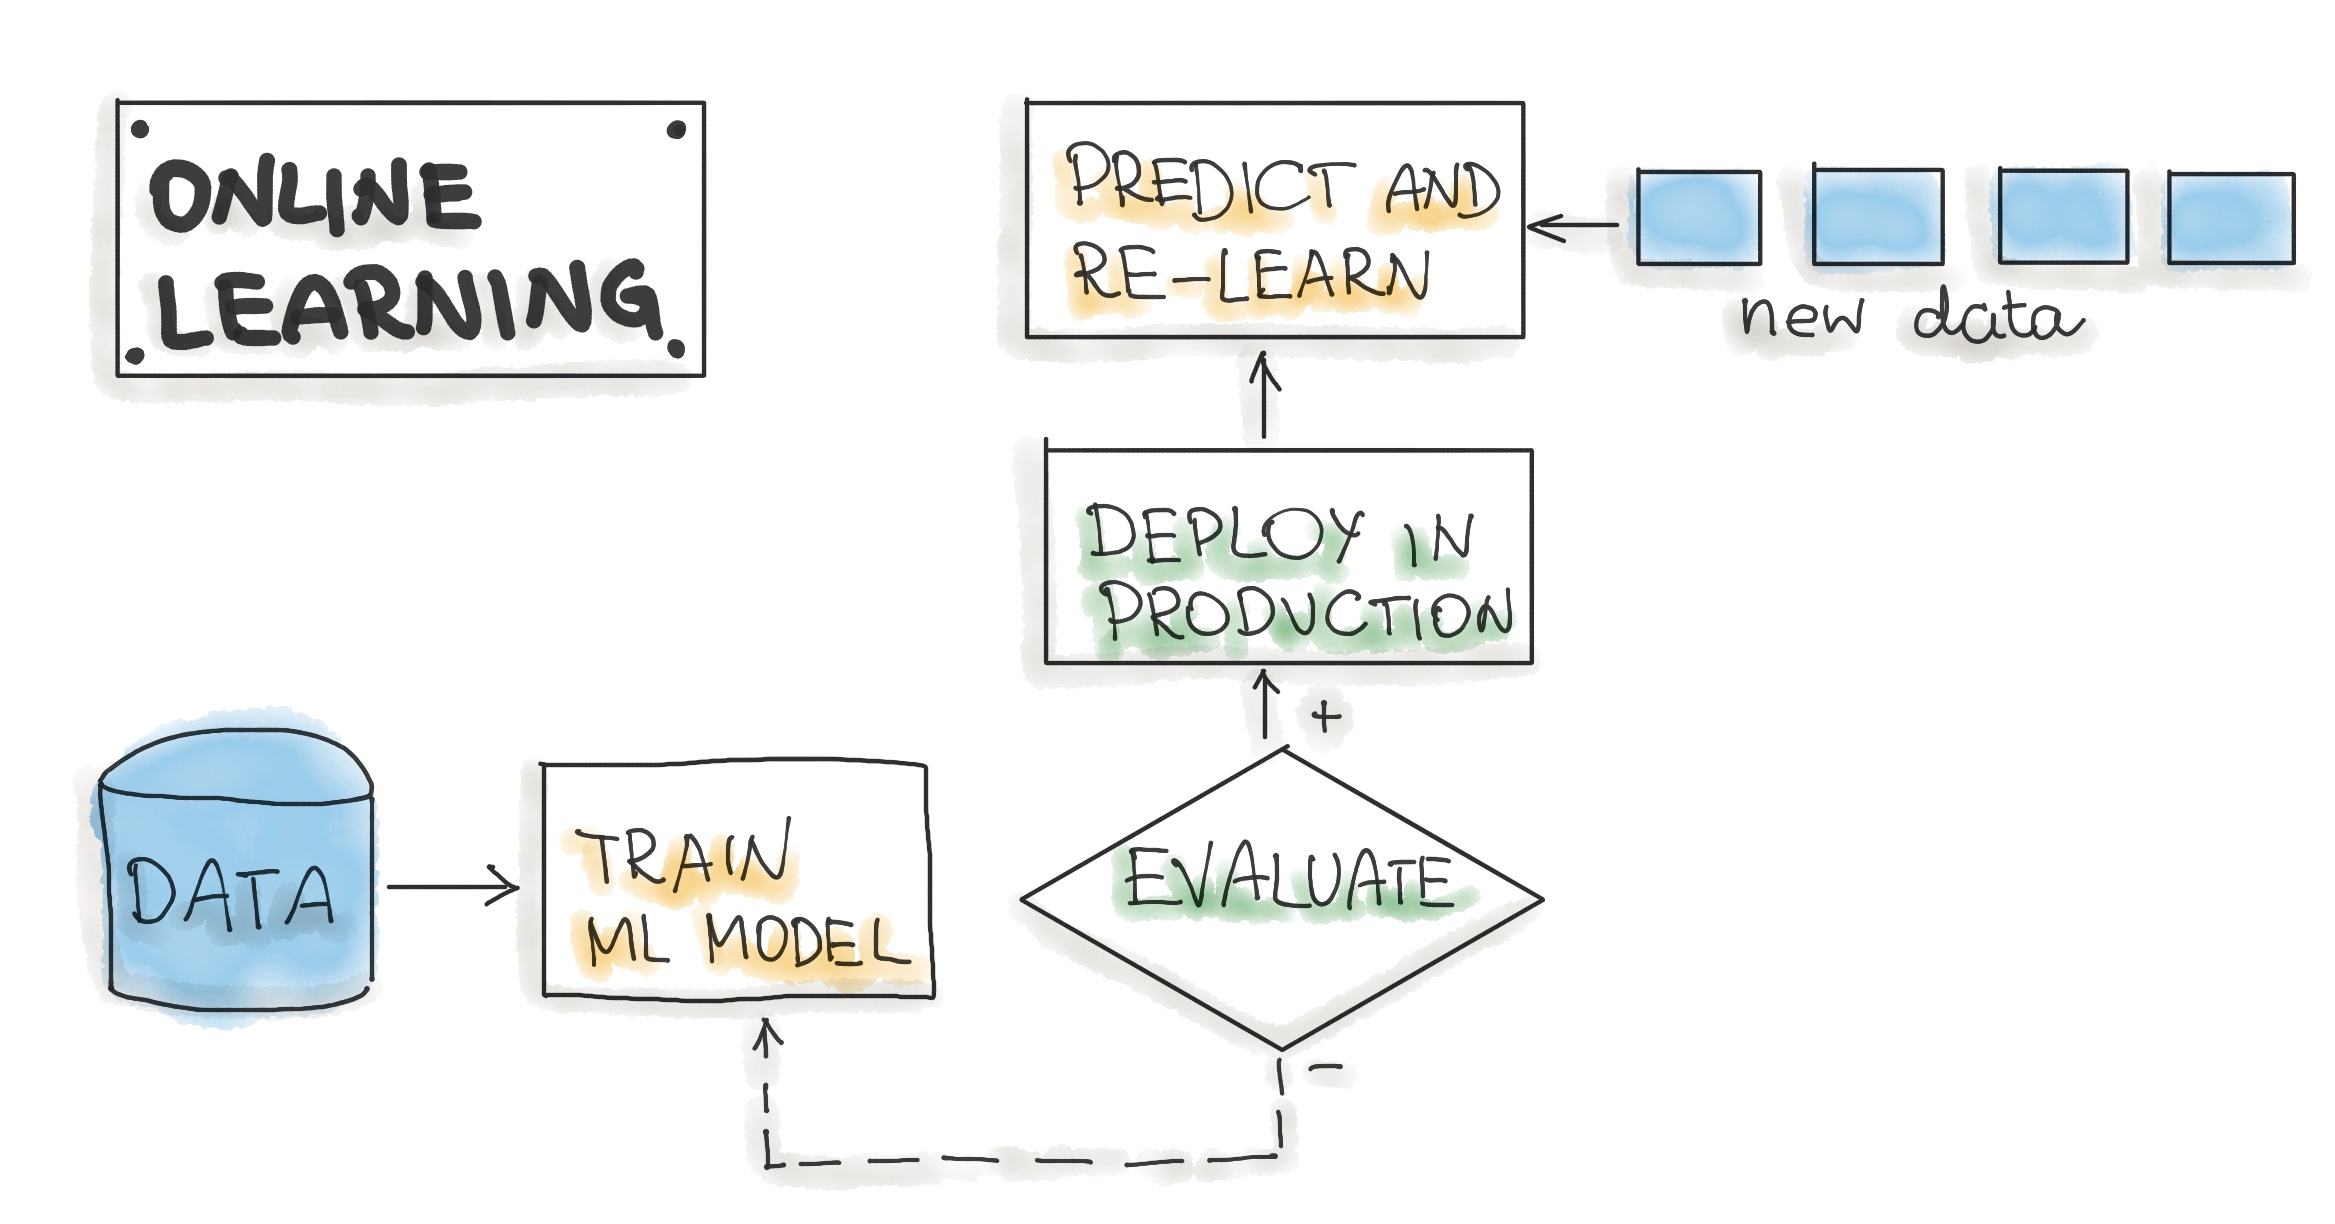 ONLINE
LEARNING
PREDICT AND
RE-LEARN
new data
DEPLOY IN
PRODUCTION
+
DATA
TRAIN
ML MODEL
EVALUATE
-